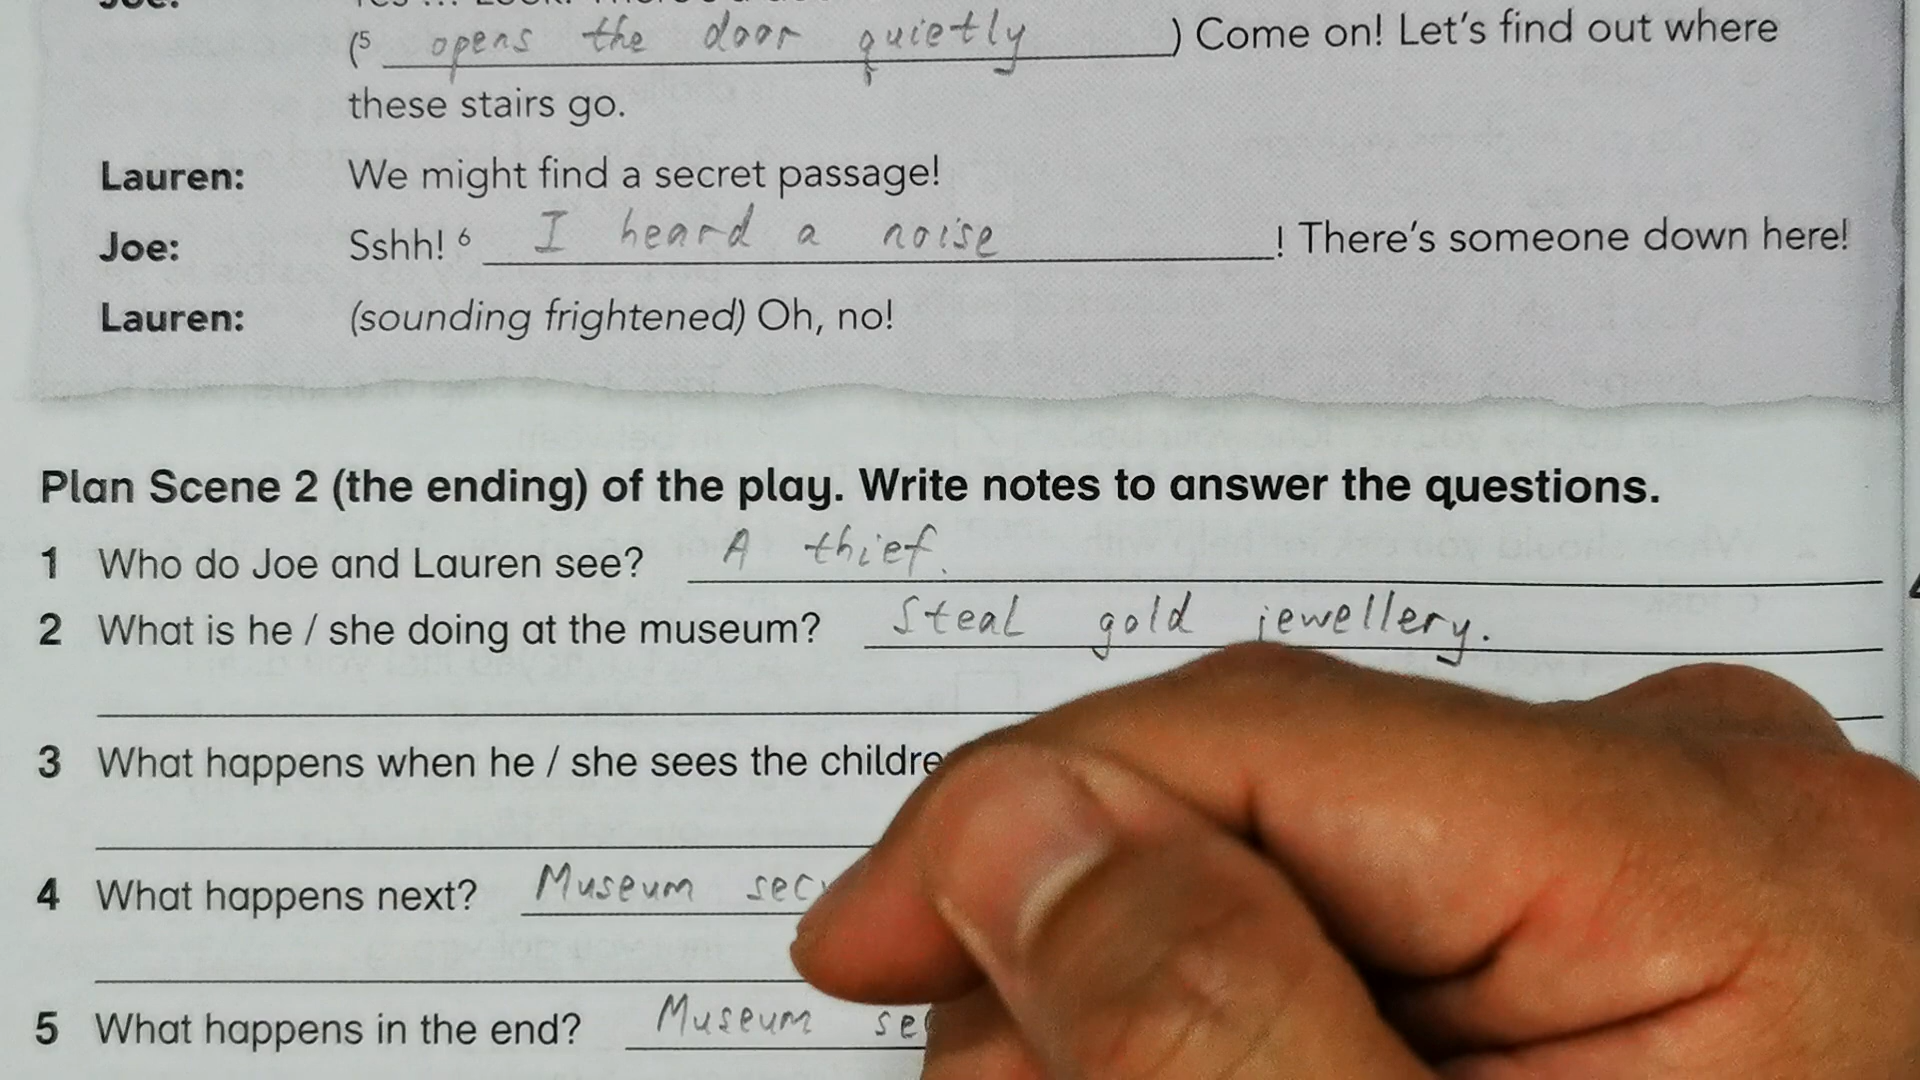 Joe:
(5 opens the door quietly ) Come on! Let's find out where
these stairs go.
Lauren: We might find a secret passage!
Joe: Sshh! 6 I heard a noise ! There's someone down here!
Lauren: (sounding frightened) Oh, no!
Plan Scene 2 (the ending) of the play. Write notes to answer the questions.
1 Who do Joe and Lauren see? A thief.
2 What is he / she doing at the museum? Steal gold jewellery.
3 What happens when he / she sees the
4 What happens next? Museum
5 What happens in the end? Museum